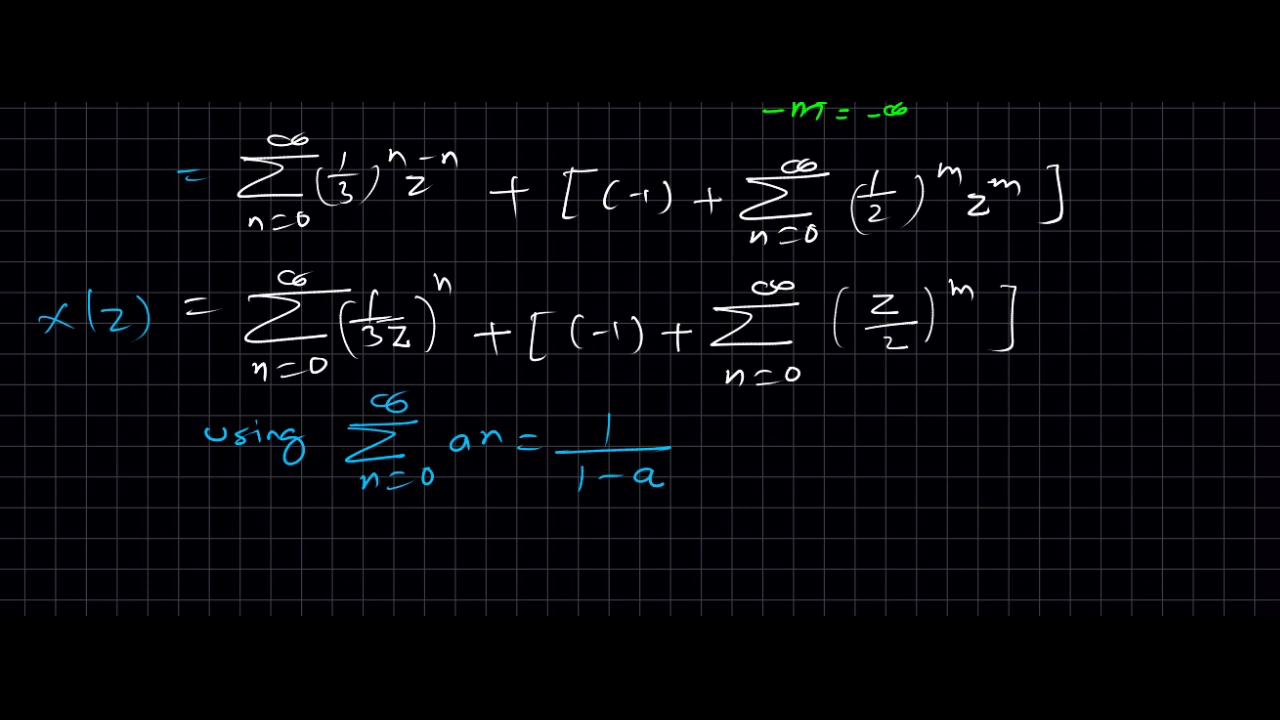 -m = -∞
= ∞ ∑ n=0 (1/3)^n z^-n + [ (-1) + ∞ ∑ n=0 (1/2)^m z^m ]
x(z) = ∞ ∑ n=0 (1/3z)^n + [ (-1) + ∞ ∑ n=0 (z/2)^m ]
using ∞ ∑ n=0 an = 1/1-a